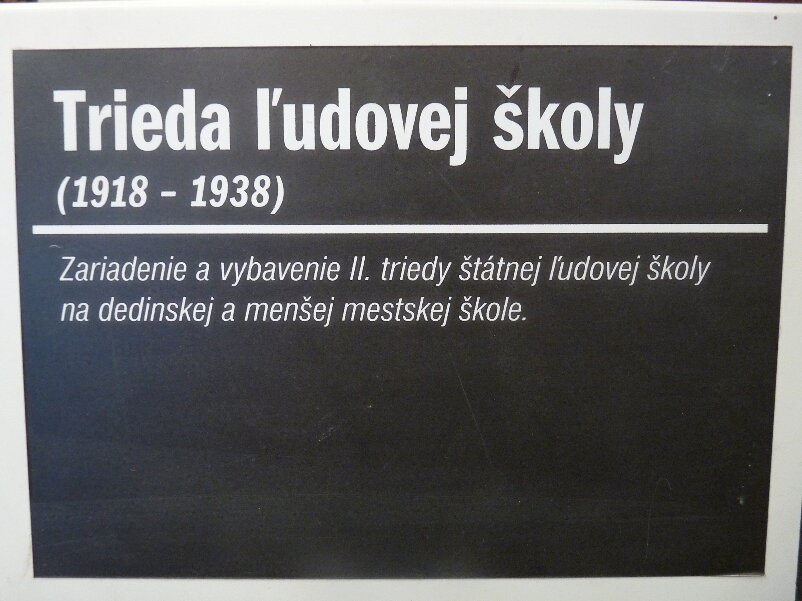 Trieda ľudovej školy
(1918 – 1938)
Zariadenie a vybavenie II. triedy štátnej ľudovej školy
na dedinskej a menšej mestskej škole.